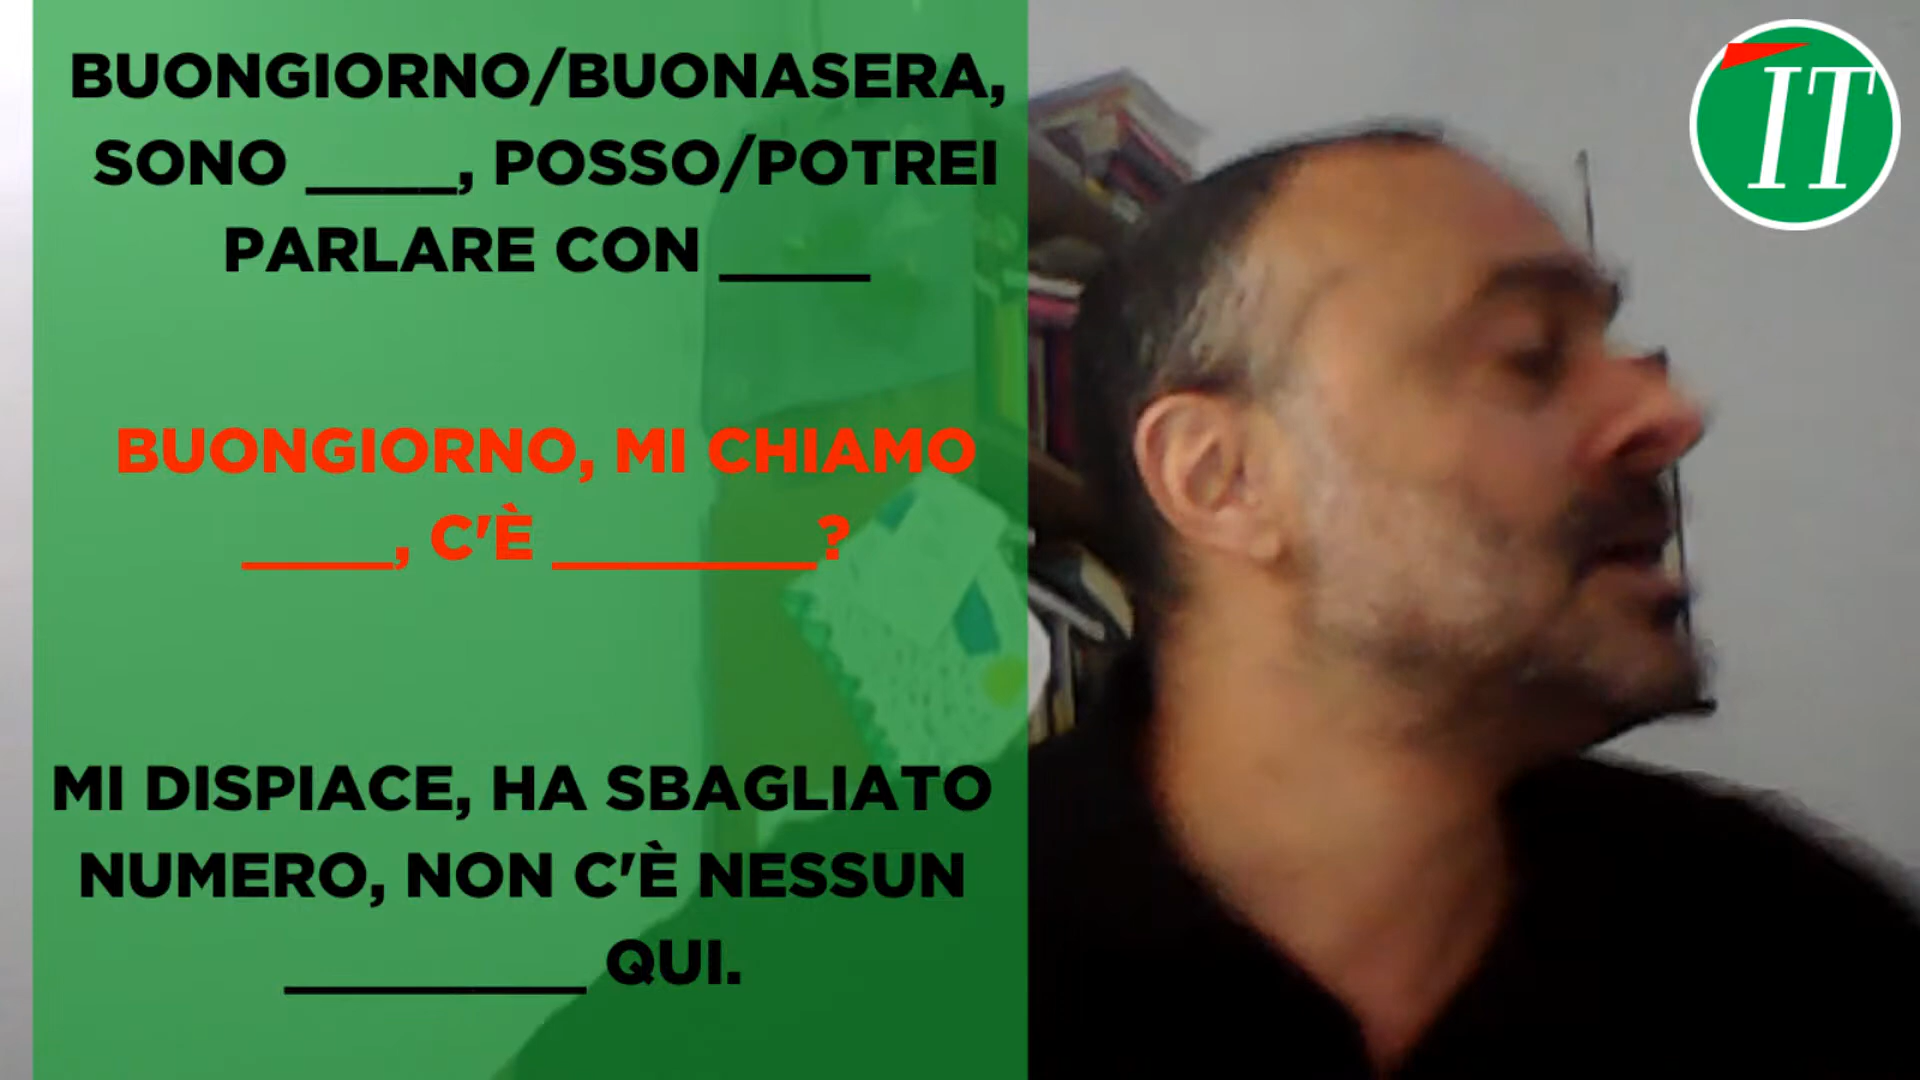 BUONGIORNO/BUONASERA,
SONO ____, POSSO/POTREI
PARLARE CON ____
BUONGIORNO, MI CHIAMO
____, C'È _______?
MI DISPIACE, HA SBAGLIATO
NUMERO, NON C'È NESSUN
________ QUI.
IT